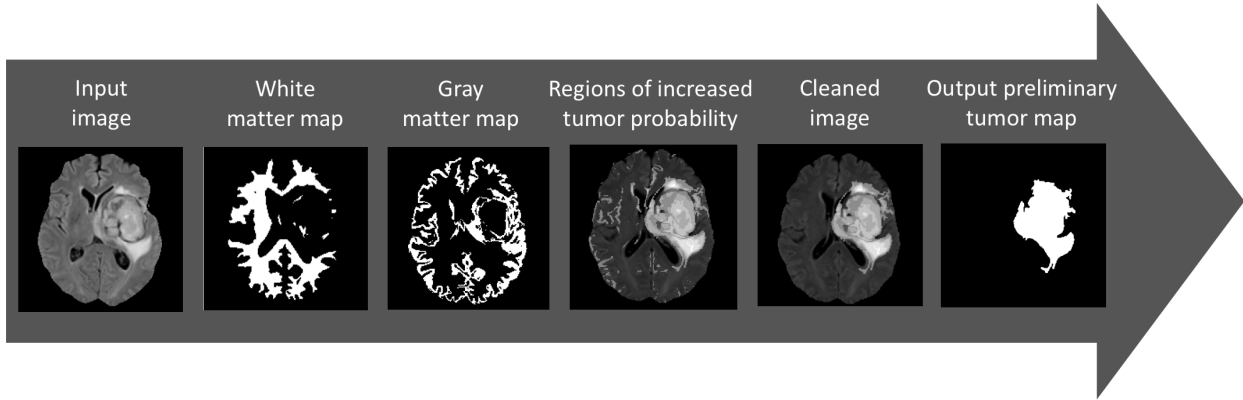 Input
image
White
matter map
Gray
matter map
Regions of increased
tumor probability
Cleaned
image
Output preliminary
tumor map